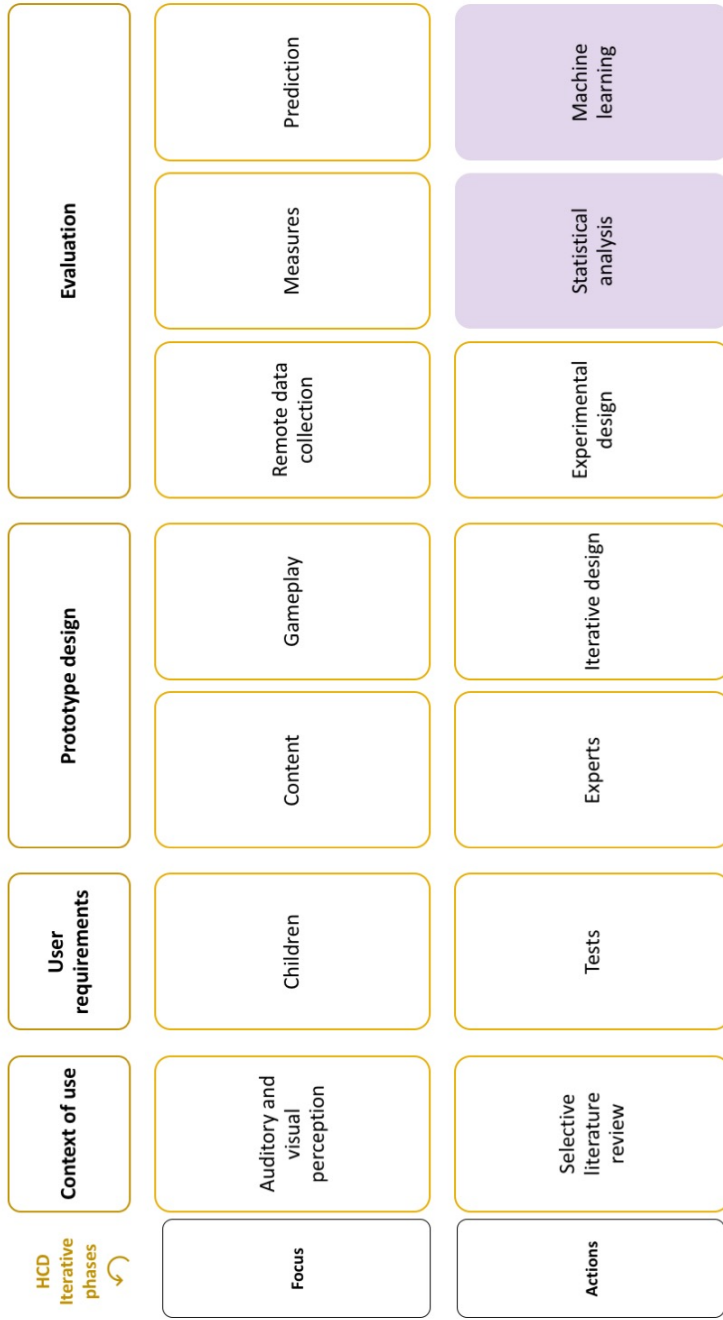 HCD
Iterative
phases
Context of use
User
requirements
Prototype design
Evaluation
Focus
Auditory and
visual
perception
Children
Content
Gameplay
Remote data
collection
Measures
Prediction
Actions
Selective
literature
review
Tests
Experts
Iterative design
Experimental
design
Statistical
analysis
Machine
learning